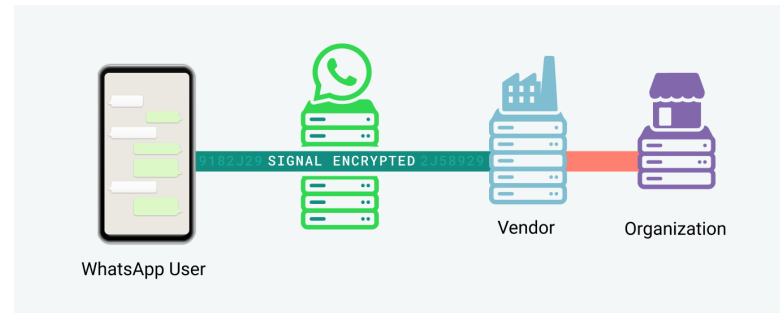 9182J29 SIGNAL ENCRYPTED 2J58929
Vendor
Organization
WhatsApp User